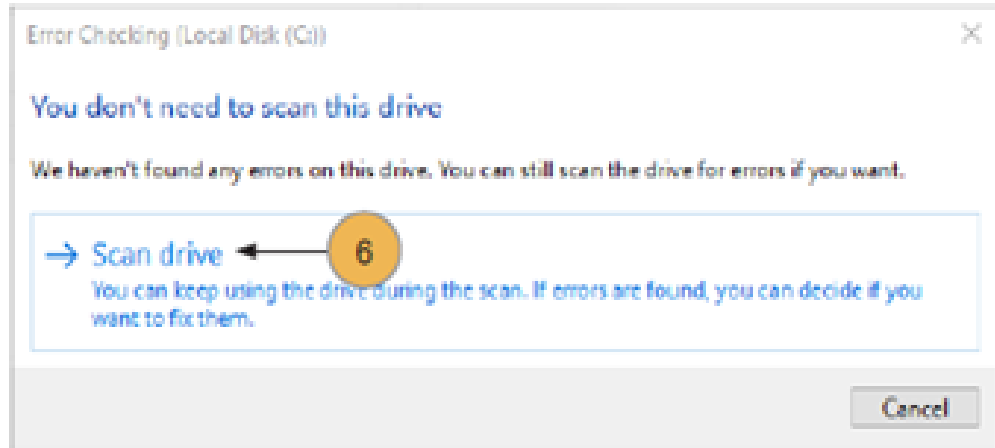 Error Checking (Local Disk (C:))
You don't need to scan this drive
We haven't found any errors on this drive. You can still scan the drive for errors if you want.
Scan drive
6
You can keep using the drive during the scan. If errors are found, you can decide if you
want to fix them.
Cancel